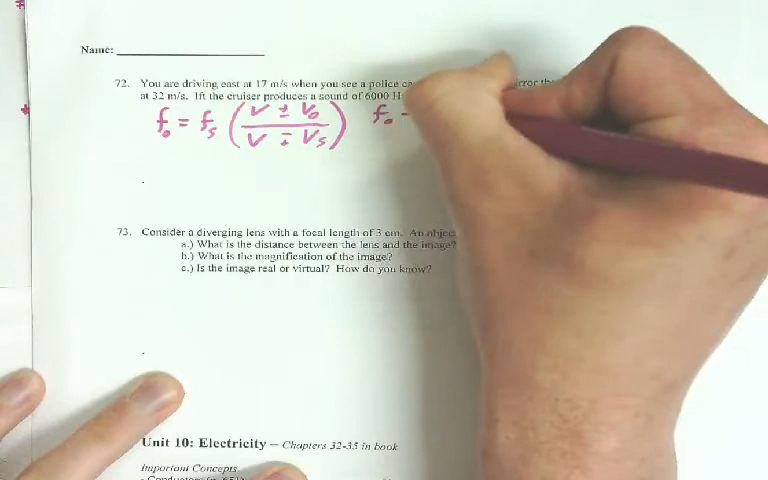 Name:
72. You are driving east at 17 m/s when you see a police
at 32 m/s. Ift the cruiser produces a sound of 6000
f₀ = fₛ (V ± V₀ / V ∓ Vₛ) f₀
73. Consider a diverging lens with a focal length of 3 cm. An
a.) What is the distance between the lens and the image?
b.) What is the magnification of the image?
c.) Is the image real or virtual? How do you know?
Unit 10: Electricity – Chapters 32-35 in book
Important Concepts